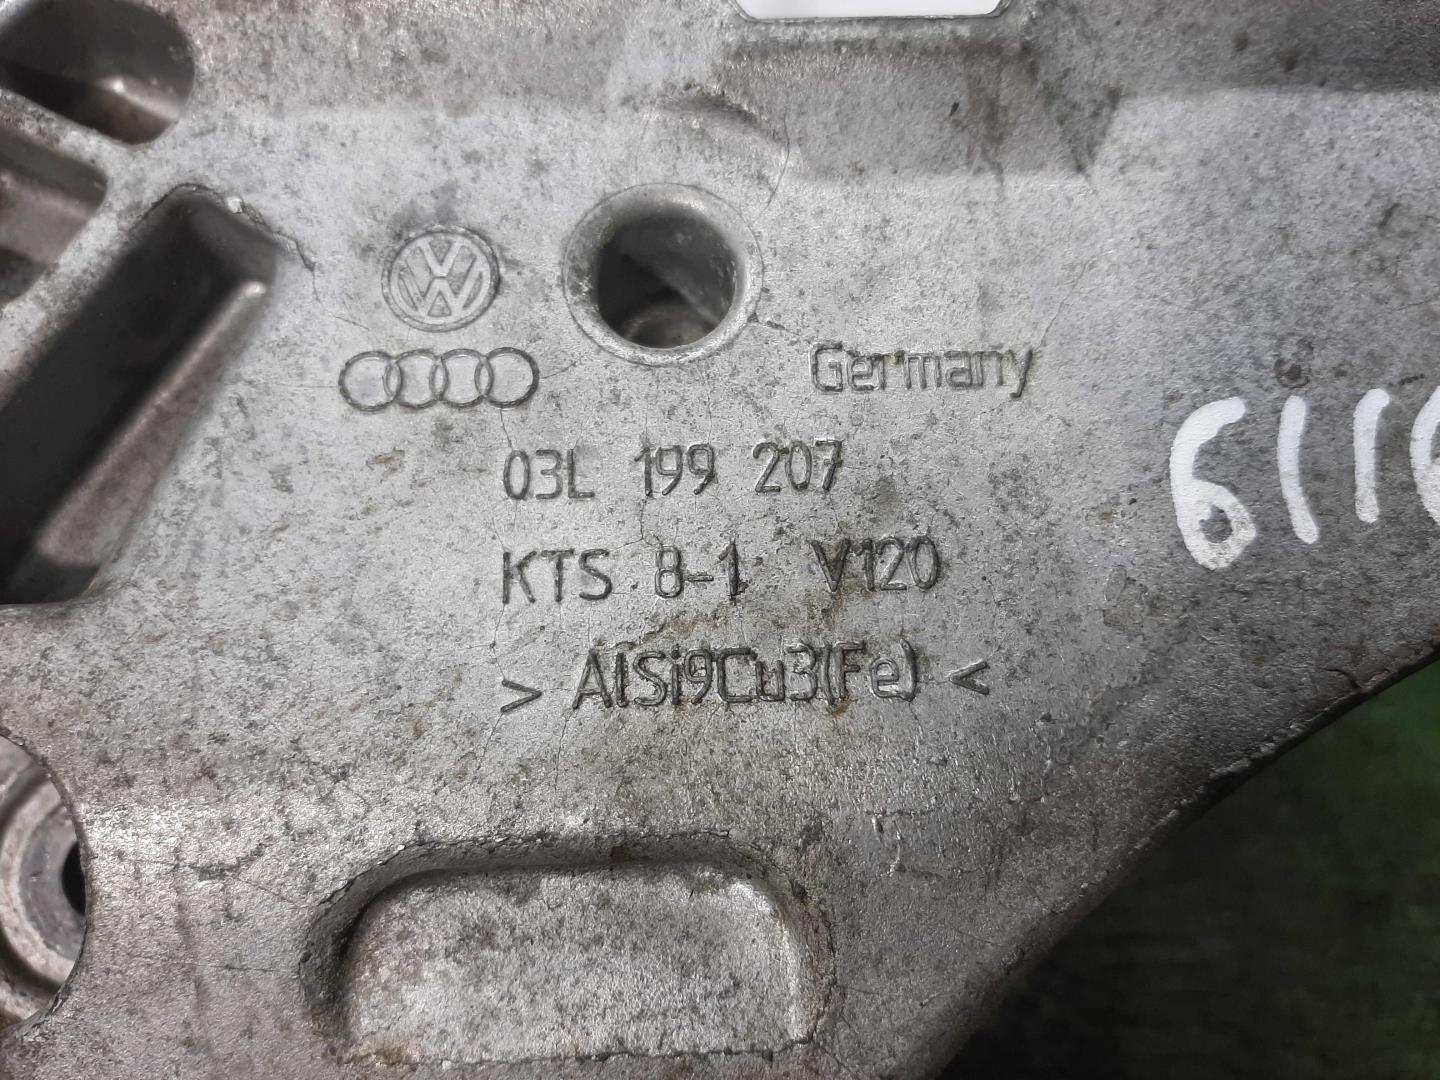 Germany
03L 199 207
KTS 8-1 V120
> AlSi9Cu3(Fe) <